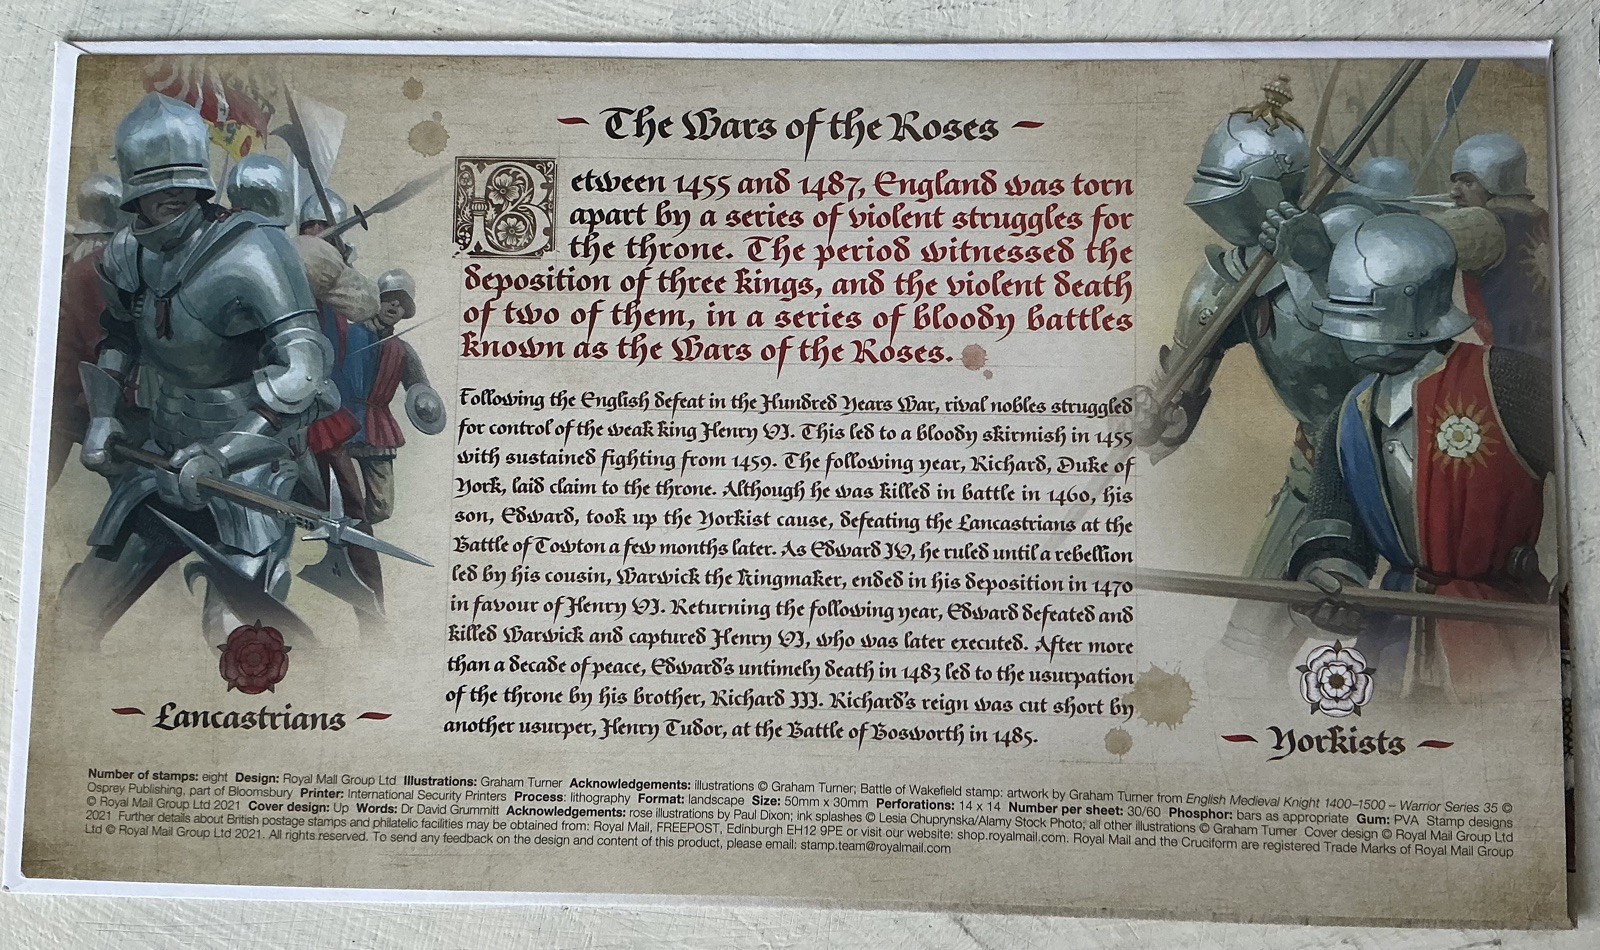 The Wars of the Roses
Between 1455 and 1487, England was torn
apart by a series of violent struggles for
the throne. The period witnessed the
deposition of three kings, and the violent death
of two of them, in a series of bloody battles
known as the Wars of the Roses.
Following the English defeat in the Hundred Years War, rival nobles struggled
for control of the weak king Henry VI. This led to a bloody skirmish in 1455
with sustained fighting from 1459. The following year, Richard, Duke of
York, laid claim to the throne. Although he was killed in battle in 1460, his
son, Edward, took up the Yorkist cause, defeating the Lancastrians at the
Battle of Towton a few months later. As Edward IV, he ruled until a rebellion
led by his cousin, Warwick the Kingmaker, ended in his deposition in 1470
in favour of Henry VI. Returning the following year, Edward defeated and
killed Warwick and captured Henry VI, who was later executed. After more
than a decade of peace, Edward's untimely death in 1483 led to the usurpation
of the throne by his brother, Richard III. Richard's reign was cut short by
another usurper, Henry Tudor, at the Battle of Bosworth in 1485.
Lancastrians
Yorkists
Number of stamps: eight Design: Royal Mail Group Ltd Illustrations: Graham Turner Acknowledgements: illustrations © Graham Turner; Battle of Wakefield stamp: artwork by Graham Turner from English Medieval Knight 1400–1500 – Warrior Series 35 ©
Osprey Publishing, part of Bloomsbury Printer: International Security Printers Process: lithography Format: landscape Size: 50mm x 30mm Perforations: 14 x 14 Number per sheet: 30/60 Phosphor: bars as appropriate Gum: PVA Stamp designs
© Royal Mail Group Ltd 2021 Cover design: Up Words: Dr David Grummitt Acknowledgements: rose illustrations by Paul Dixon; ink splashes © Lesia Chuprynska/Alamy Stock Photo; all other illustrations © Graham Turner Cover design © Royal Mail Group Ltd
2021 Further details about British postage stamps and philatelic facilities may be obtained from: Royal Mail, FREEPOST, Edinburgh EH12 9PE or visit our website: shop.royalmail.com. Royal Mail and the Cruciform are registered Trade Marks of Royal Mail Group
Ltd © Royal Mail Group Ltd 2021. All rights reserved. To send any feedback on the design and content of this product, please email: stamp.team@royalmail.com